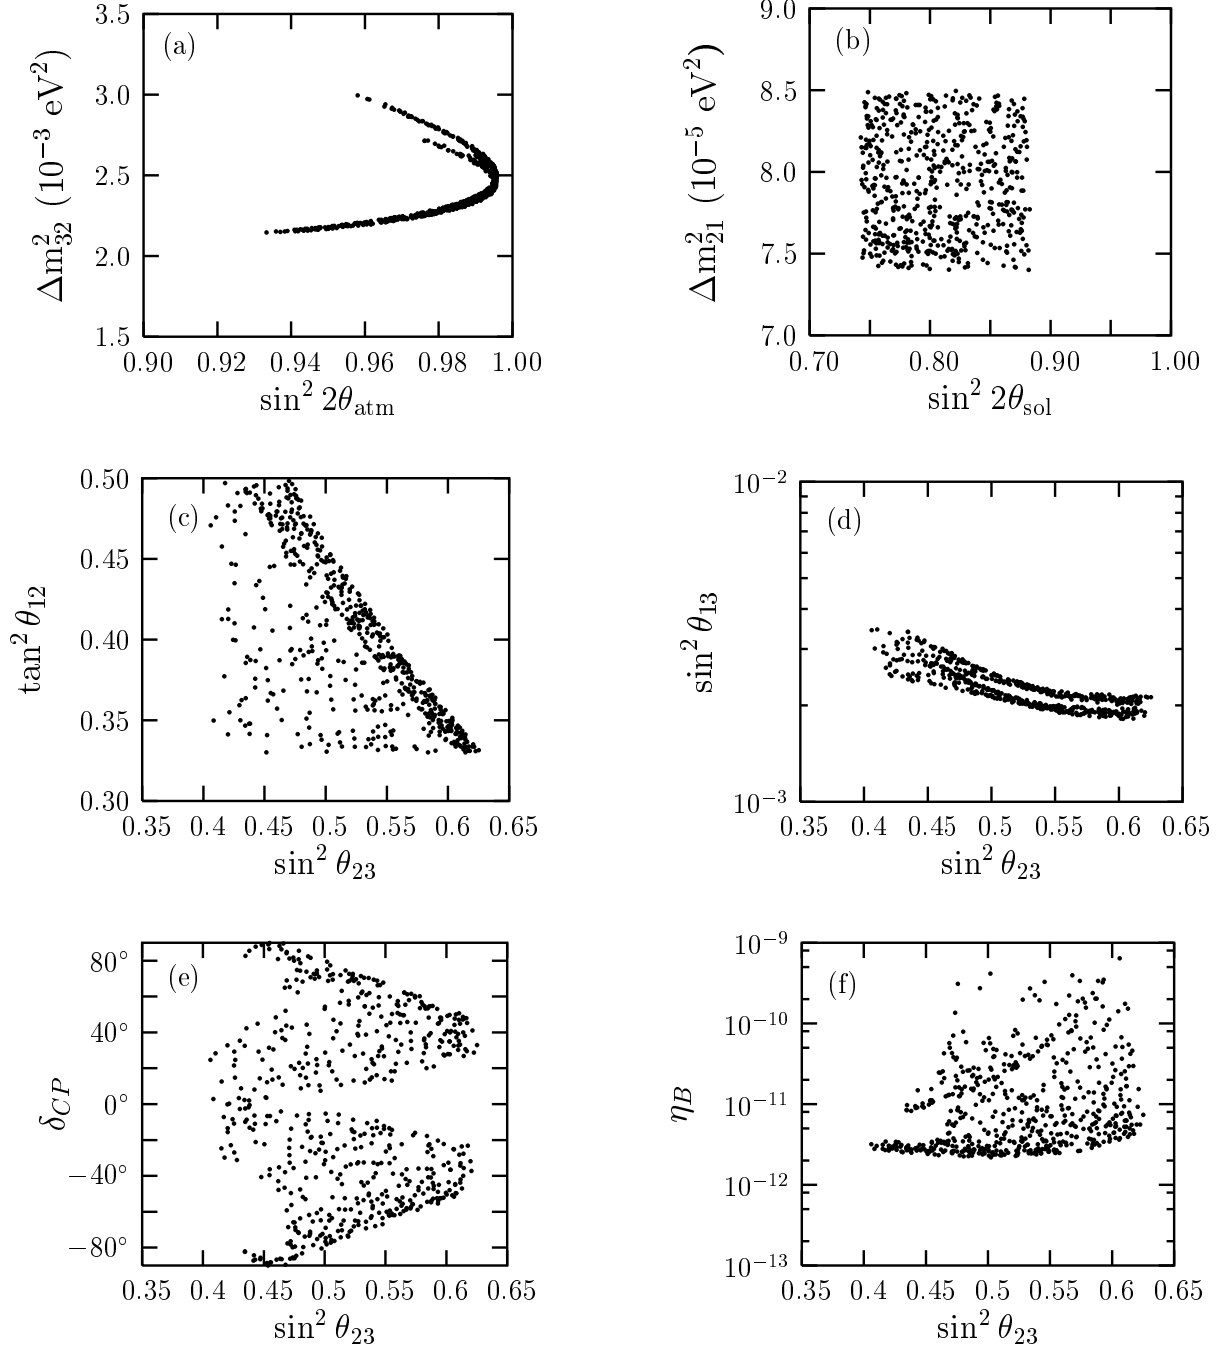 (a)
3.5
3.0
2.5
2.0
1.5
Δm²₃₂ (10⁻³ eV²)
0.90 0.92 0.94 0.96 0.98 1.00
sin² 2θ_atm
(b)
9.0
8.5
8.0
7.5
7.0
Δm²₂₁ (10⁻⁵ eV²)
0.70 0.80 0.90 1.00
sin² 2θ_sol
(c)
0.50
0.45
0.40
0.35
0.30
tan² θ₁₂
0.35 0.4 0.45 0.5 0.55 0.6 0.65
sin² θ₂₃
(d)
10⁻²
10⁻³
sin² θ₁₃
0.35 0.4 0.45 0.5 0.55 0.6 0.65
sin² θ₂₃
(e)
80°
40°
0°
−40°
−80°
δ_CP
0.35 0.4 0.45 0.5 0.55 0.6 0.65
sin² θ₂₃
(f)
10⁻⁹
10⁻¹⁰
10⁻¹¹
10⁻¹²
10⁻¹³
η_B
0.35 0.4 0.45 0.5 0.55 0.6 0.65
sin² θ₂₃